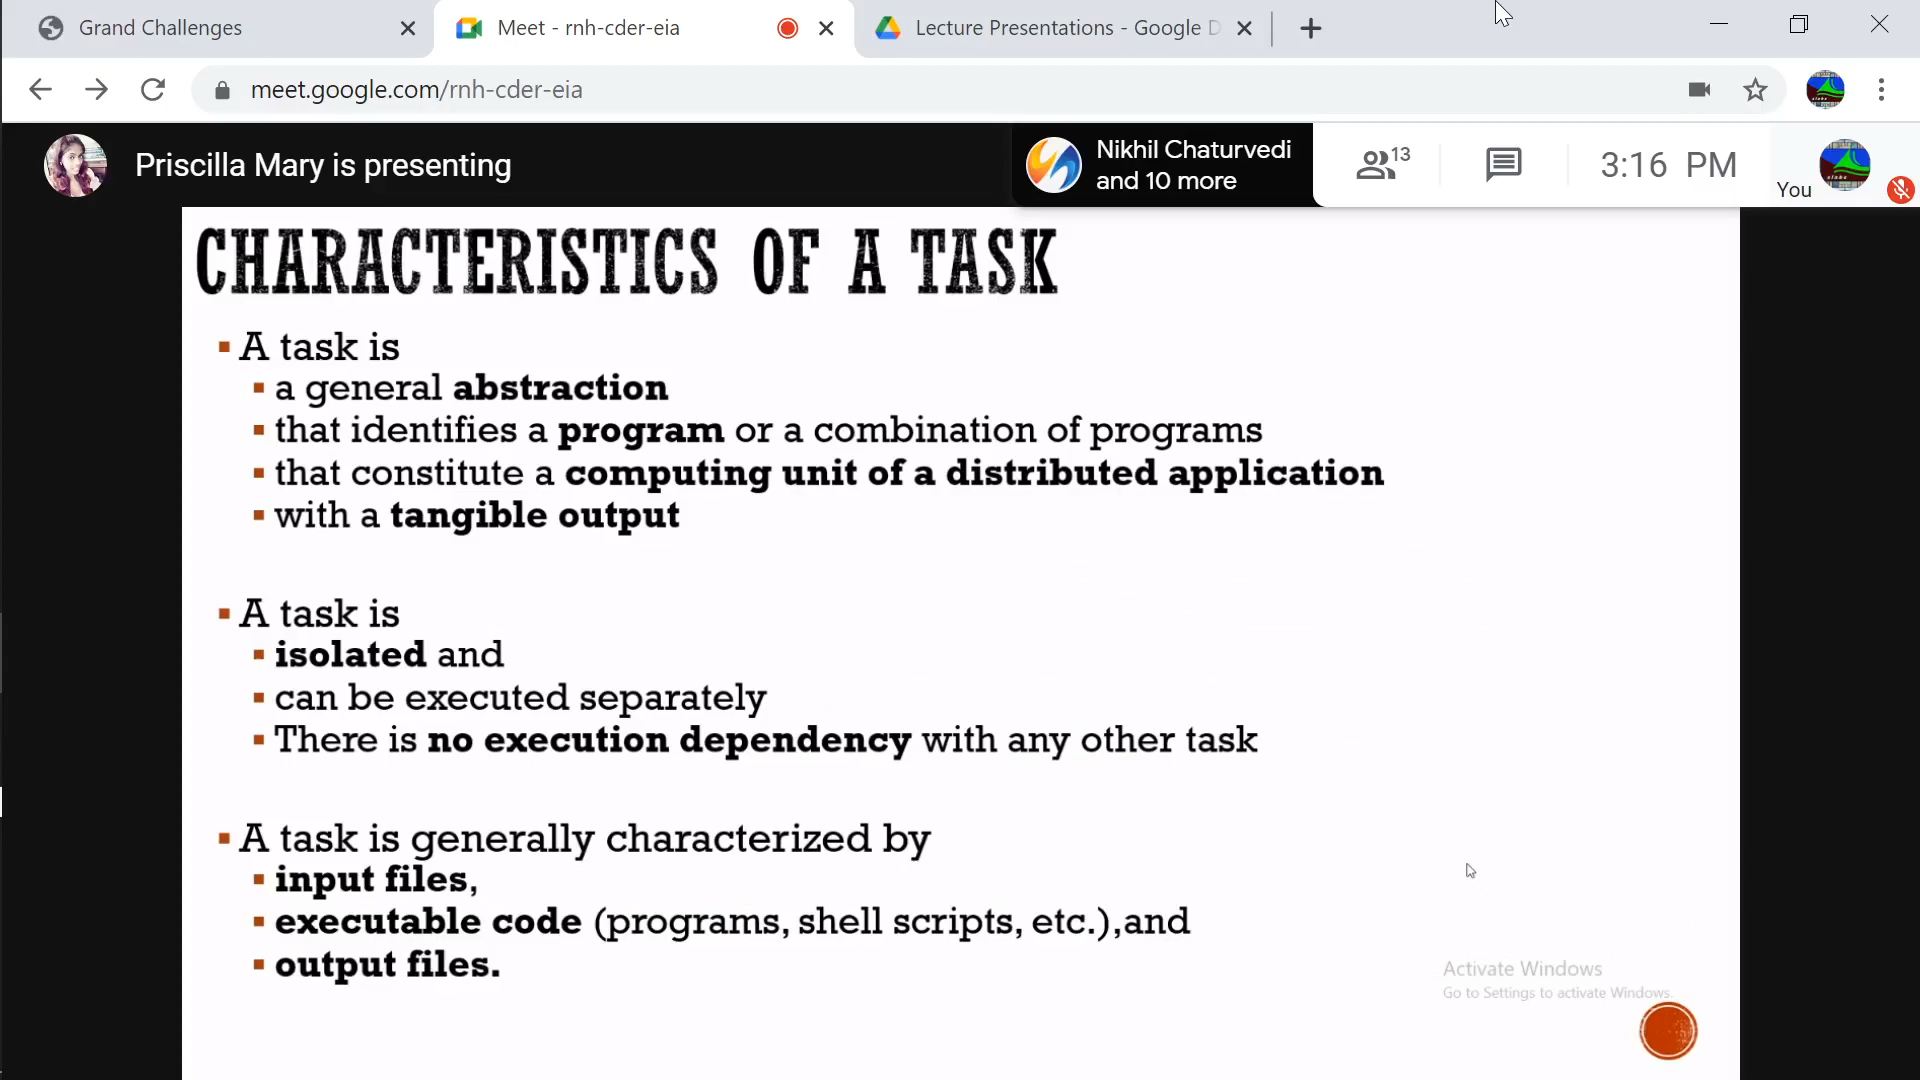 Grand Challenges
Meet - rnh-cder-eia
Lecture Presentations - Google D
meet.google.com/rnh-cder-eia
Priscilla Mary is presenting
Nikhil Chaturvedi
and 10 more
13
3:16 PM
You
CHARACTERISTICS OF A TASK
A task is
a general abstraction
that identifies a program or a combination of programs
that constitute a computing unit of a distributed application
with a tangible output
A task is
isolated and
can be executed separately
There is no execution dependency with any other task
A task is generally characterized by
input files,
executable code (programs, shell scripts, etc.),and
output files.
Activate Windows
Go to Settings to activate Windows.